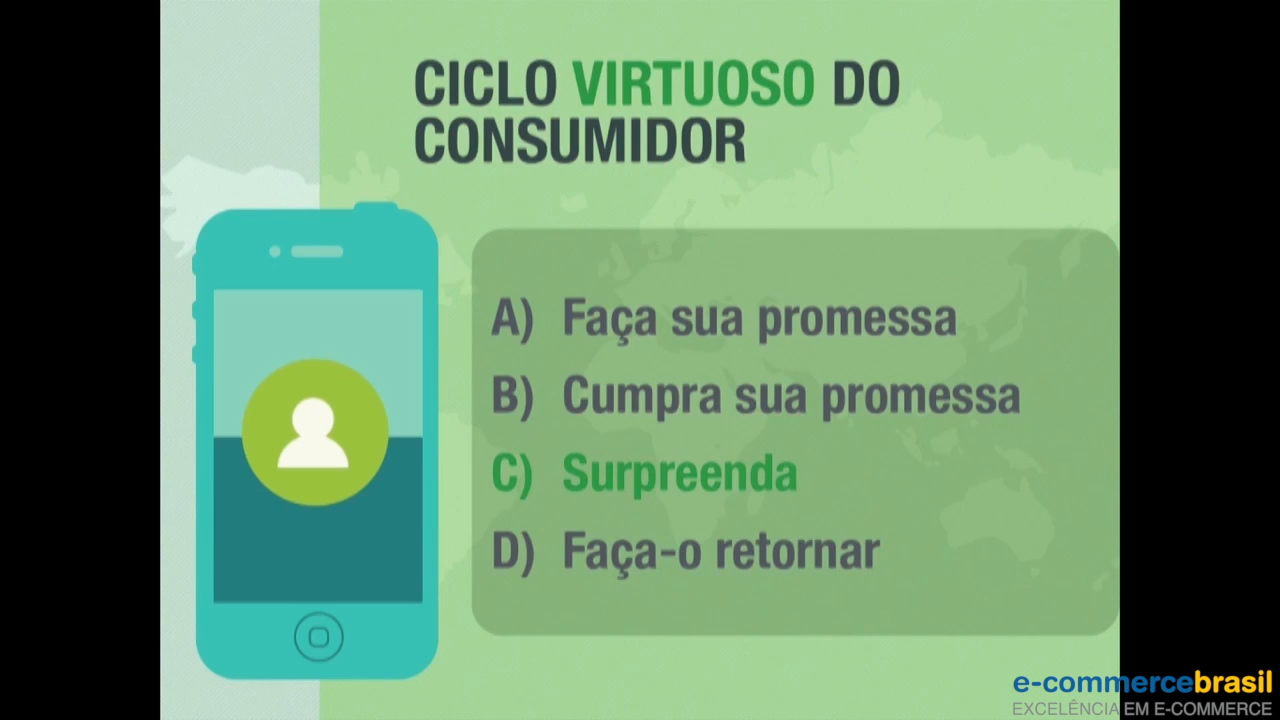 CICLO VIRTUOSO DO
CONSUMIDOR
A) Faça sua promessa
B) Cumpra sua promessa
C) Surpreenda
D) Faça-o retornar
e-commercebrasil
EXCELÊNCIA EM E-COMMERCE